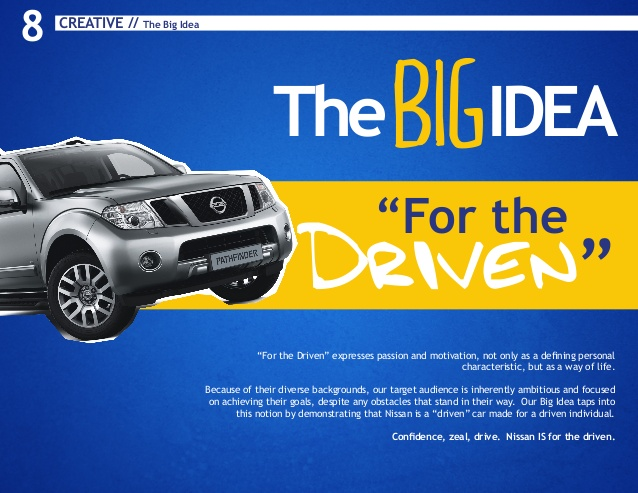 8
CREATIVE // The Big Idea
The BIG IDEA
“For the
DRIVEN”
NISSAN
PATHFINDER
“For the Driven” expresses passion and motivation, not only as a defining personal
characteristic, but as a way of life.
Because of their diverse backgrounds, our target audience is inherently ambitious and focused
on achieving their goals, despite any obstacles that stand in their way.  Our Big Idea taps into
this notion by demonstrating that Nissan is a “driven” car made for a driven individual.
Confidence, zeal, drive.  Nissan IS for the driven.